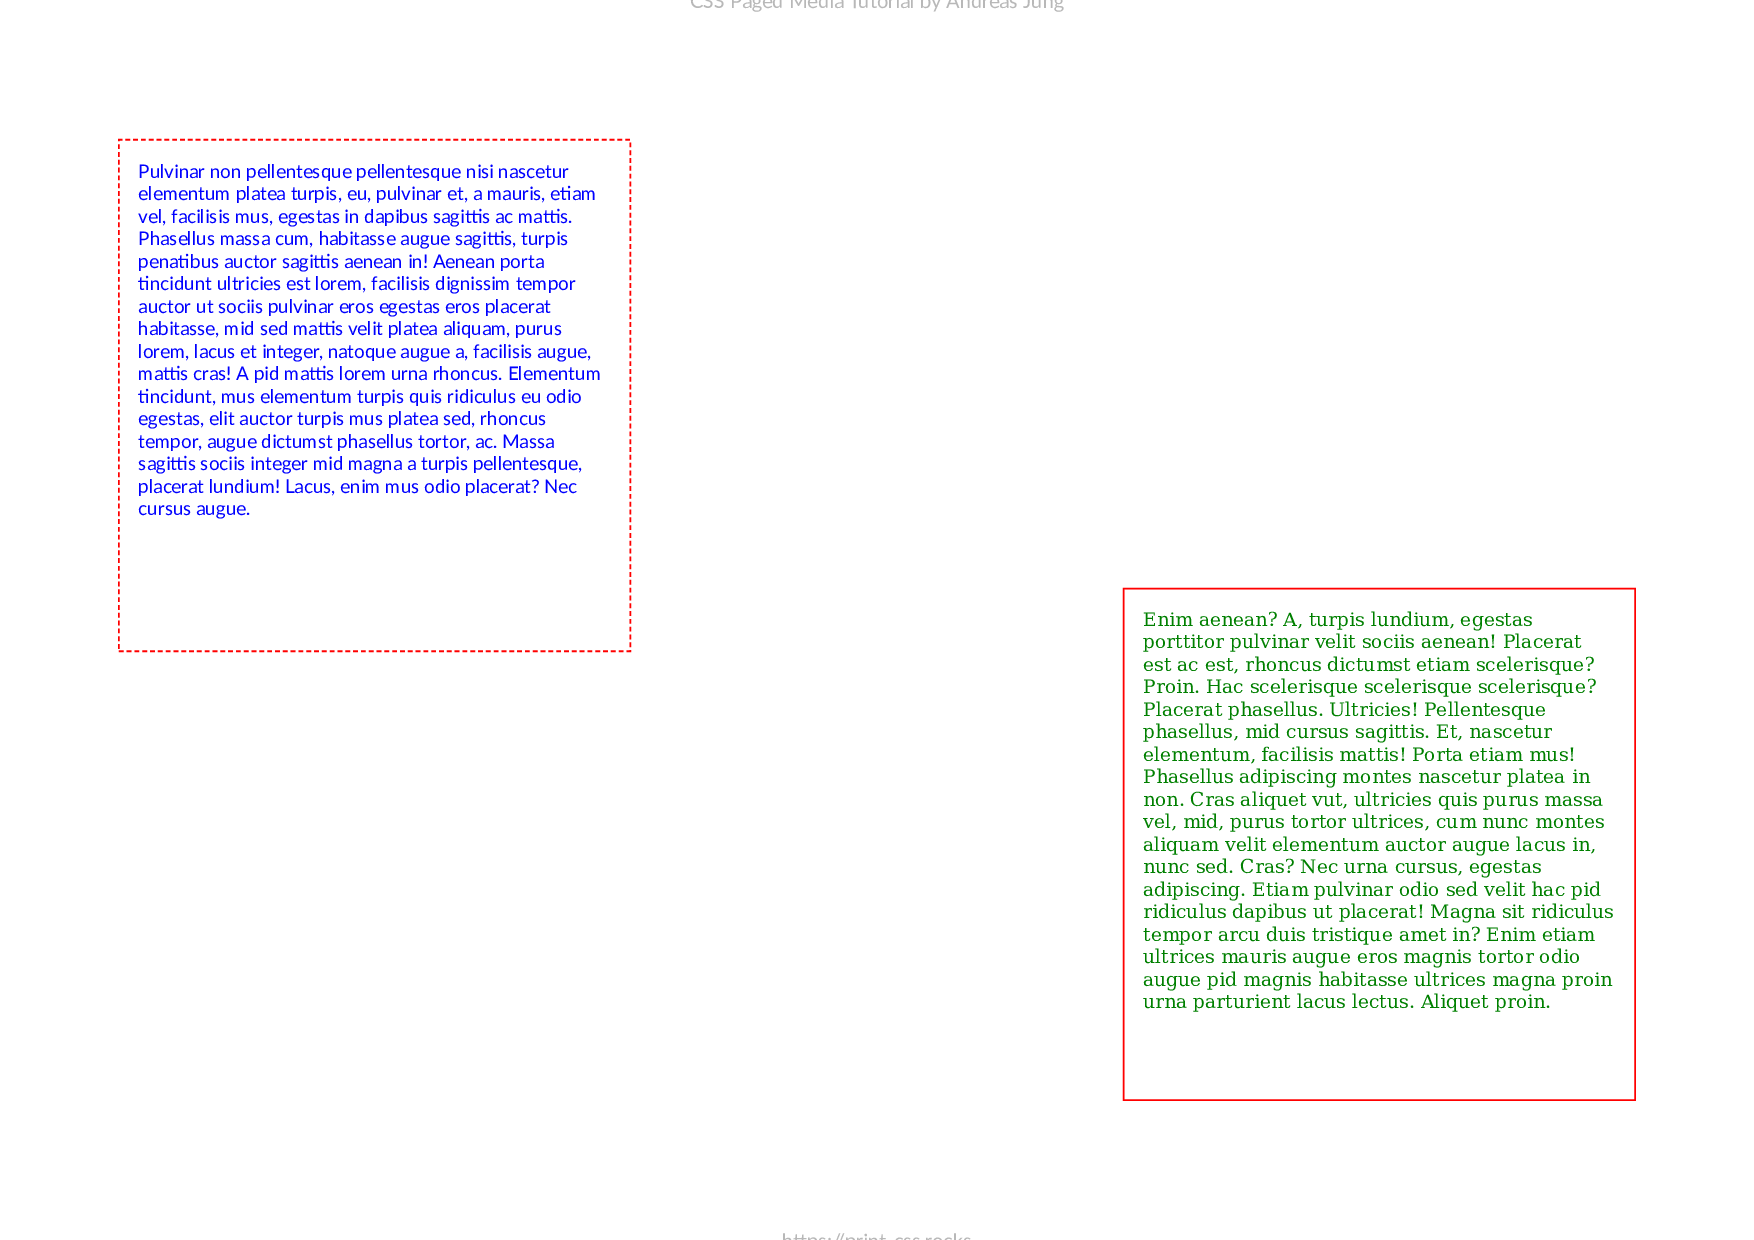 CSS Paged Media Tutorial by Andreas Jung
Pulvinar non pellentesque pellentesque nisi nascetur
elementum platea turpis, eu, pulvinar et, a mauris, etiam
vel, facilisis mus, egestas in dapibus sagittis ac mattis.
Phasellus massa cum, habitasse augue sagittis, turpis
penatibus auctor sagittis aenean in! Aenean porta
tincidunt ultricies est lorem, facilisis dignissim tempor
auctor ut sociis pulvinar eros egestas eros placerat
habitasse, mid sed mattis velit platea aliquam, purus
lorem, lacus et integer, natoque augue a, facilisis augue,
mattis cras! A pid mattis lorem urna rhoncus. Elementum
tincidunt, mus elementum turpis quis ridiculus eu odio
egestas, elit auctor turpis mus platea sed, rhoncus
tempor, augue dictumst phasellus tortor, ac. Massa
sagittis sociis integer mid magna a turpis pellentesque,
placerat lundium! Lacus, enim mus odio placerat? Nec
cursus augue.
Enim aenean? A, turpis lundium, egestas
porttitor pulvinar velit sociis aenean! Placerat
est ac est, rhoncus dictumst etiam scelerisque?
Proin. Hac scelerisque scelerisque scelerisque?
Placerat phasellus. Ultricies! Pellentesque
phasellus, mid cursus sagittis. Et, nascetur
elementum, facilisis mattis! Porta etiam mus!
Phasellus adipiscing montes nascetur platea in
non. Cras aliquet vut, ultricies quis purus massa
vel, mid, purus tortor ultrices, cum nunc montes
aliquam velit elementum auctor augue lacus in,
nunc sed. Cras? Nec urna cursus, egestas
adipiscing. Etiam pulvinar odio sed velit hac pid
ridiculus dapibus ut placerat! Magna sit ridiculus
tempor arcu duis tristique amet in? Enim etiam
ultrices mauris augue eros magnis tortor odio
augue pid magnis habitasse ultrices magna proin
urna parturient lacus lectus. Aliquet proin.
https://print-css.rocks